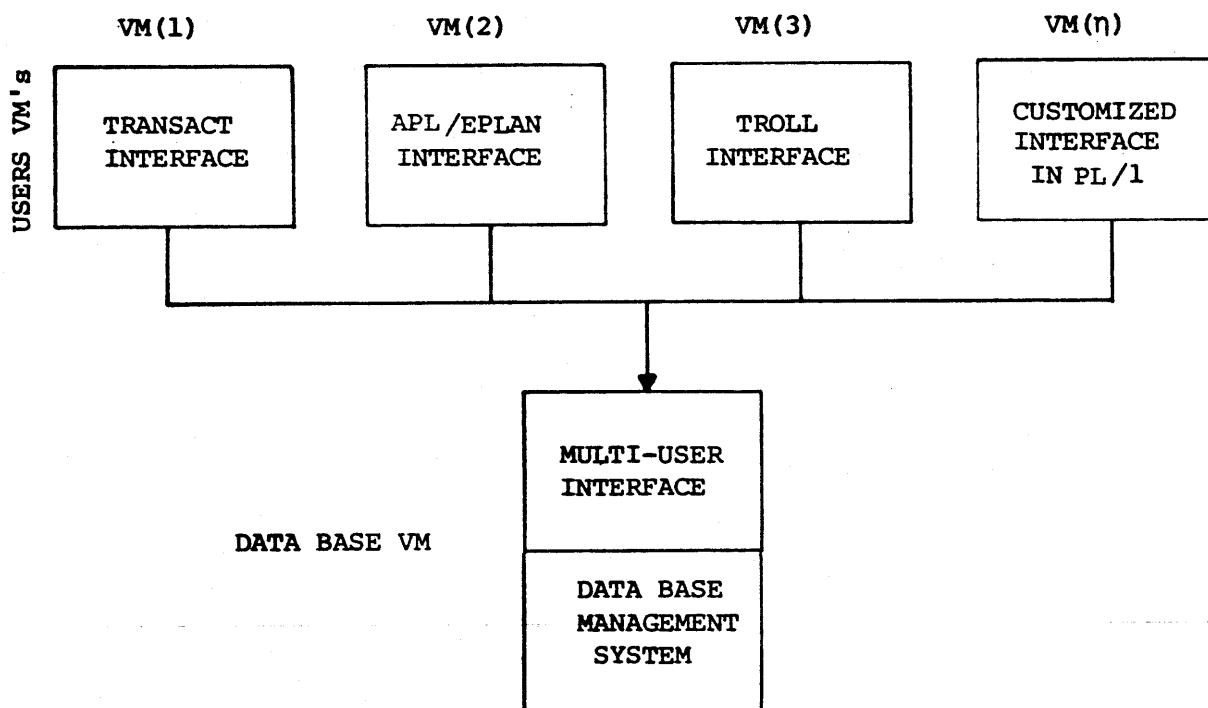 VM(1)
VM(2)
VM(3)
VM(η)
USERS VM's
TRANSACT
INTERFACE
APL/EPLAN
INTERFACE
TROLL
INTERFACE
CUSTOMIZED
INTERFACE
IN PL/1
MULTI-USER
INTERFACE
DATA BASE VM
DATA BASE
MANAGEMENT
SYSTEM